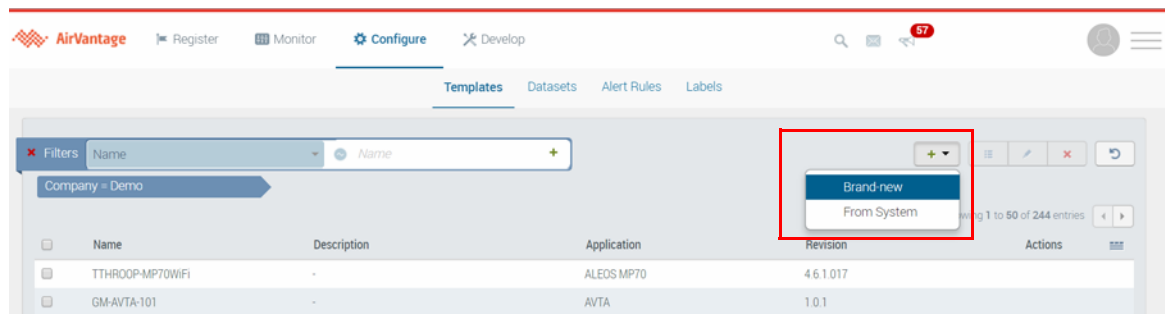 AirVantage Register Monitor Configure Develop 57
Templates Datasets Alert Rules Labels
Filters Name Name
Company = Demo
Brand-new
From System
wing 1 to 50 of 244 entries
Name Description Application Revision Actions
TTHROOP-MP70WiFi - ALEOS MP70 4.6.1.017
GM-AVTA-101 - AVTA 1.0.1